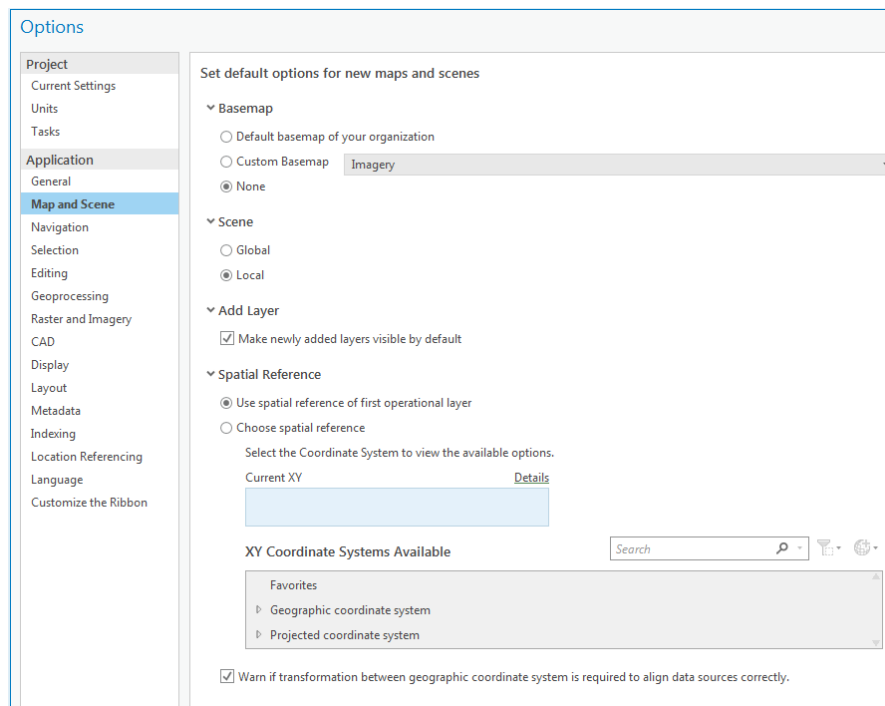 Options
Project
Current Settings
Units
Tasks
Application
General
Map and Scene
Navigation
Selection
Editing
Geoprocessing
Raster and Imagery
CAD
Display
Layout
Metadata
Indexing
Location Referencing
Language
Customize the Ribbon
Set default options for new maps and scenes
Basemap
Default basemap of your organization
Custom Basemap Imagery
None
Scene
Global
Local
Add Layer
Make newly added layers visible by default
Spatial Reference
Use spatial reference of first operational layer
Choose spatial reference
Select the Coordinate System to view the available options.
Current XY Details
XY Coordinate Systems Available Search
Favorites
Geographic coordinate system
Projected coordinate system
Warn if transformation between geographic coordinate system is required to align data sources correctly.